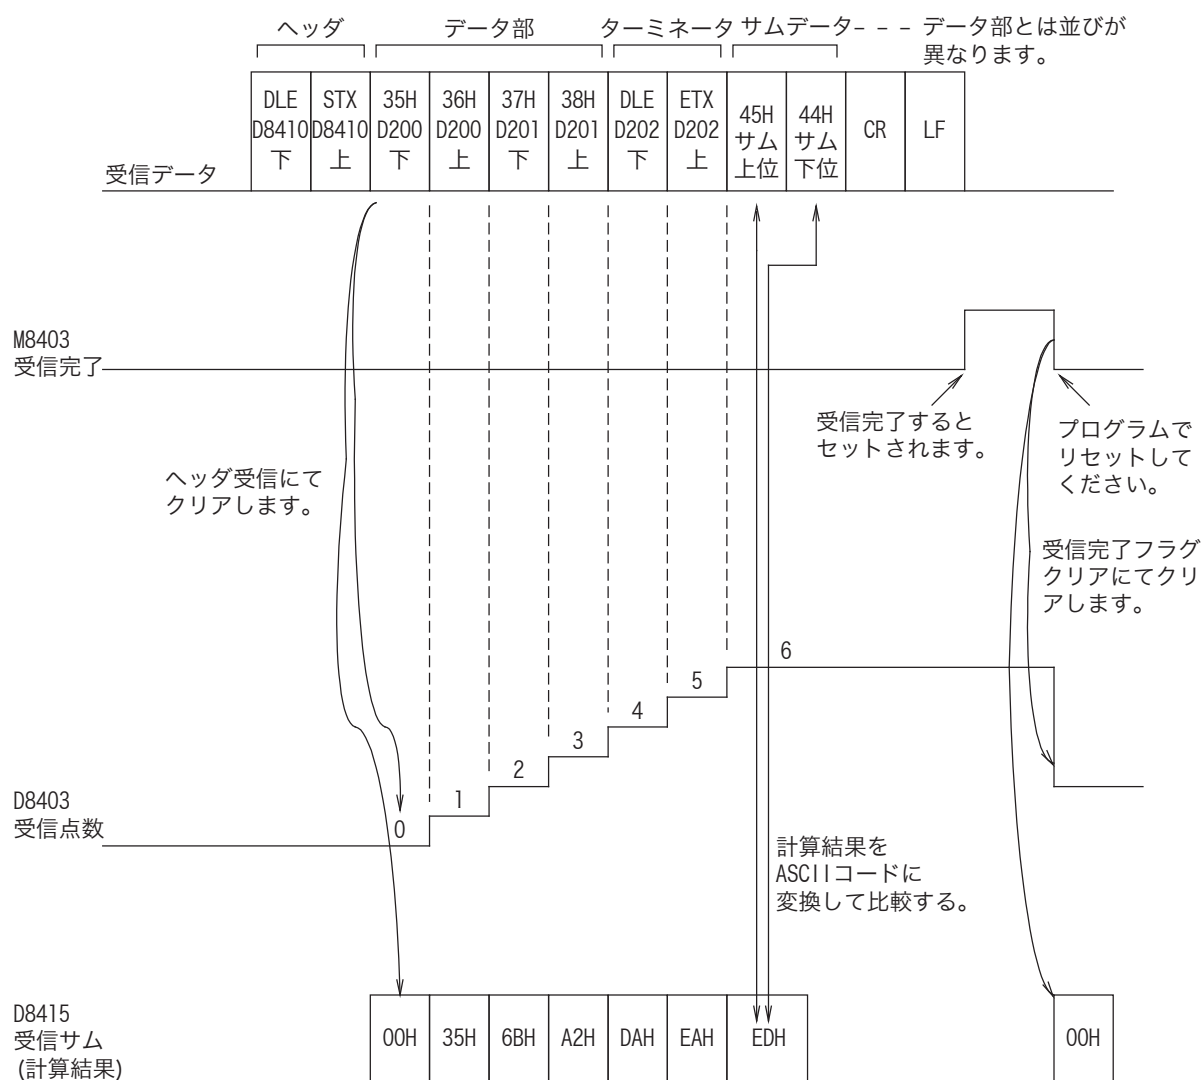 ヘッダ
データ部
ターミネータ
サムデータ- - - データ部とは並びが
異なります。
DLE
D8410
下
STX
D8410
上
35H
D200
下
36H
D200
上
37H
D201
下
38H
D201
上
DLE
D202
下
ETX
D202
上
45H
サム
上位
44H
サム
下位
CR
LF
受信データ
M8403
受信完了
受信完了すると
セットされます。
プログラムで
リセットして
ください。
ヘッダ受信にて
クリアします。
受信完了フラグ
クリアにてクリ
アします。
6
5
4
3
2
1
0
D8403
受信点数
計算結果を
ASCIIコードに
変換して比較する。
D8415
受信サム
(計算結果)
00H
35H
6BH
A2H
DAH
EAH
EDH
00H